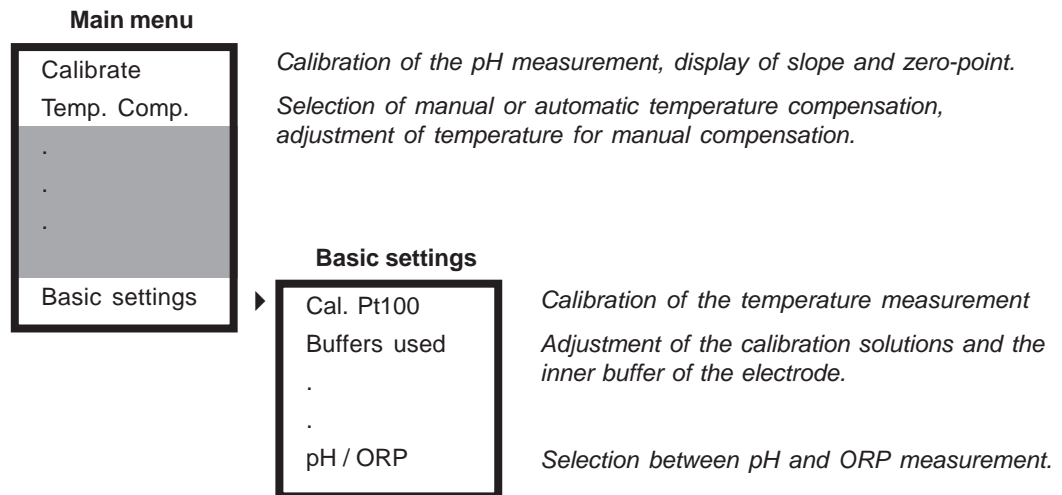 Main menu
Calibrate
Calibration of the pH measurement, display of slope and zero-point.
Temp. Comp.
Selection of manual or automatic temperature compensation,
adjustment of temperature for manual compensation.
.
.
.
Basic settings
Basic settings
Cal. Pt100
Calibration of the temperature measurement
Buffers used
Adjustment of the calibration solutions and the
inner buffer of the electrode.
.
.
pH / ORP
Selection between pH and ORP measurement.